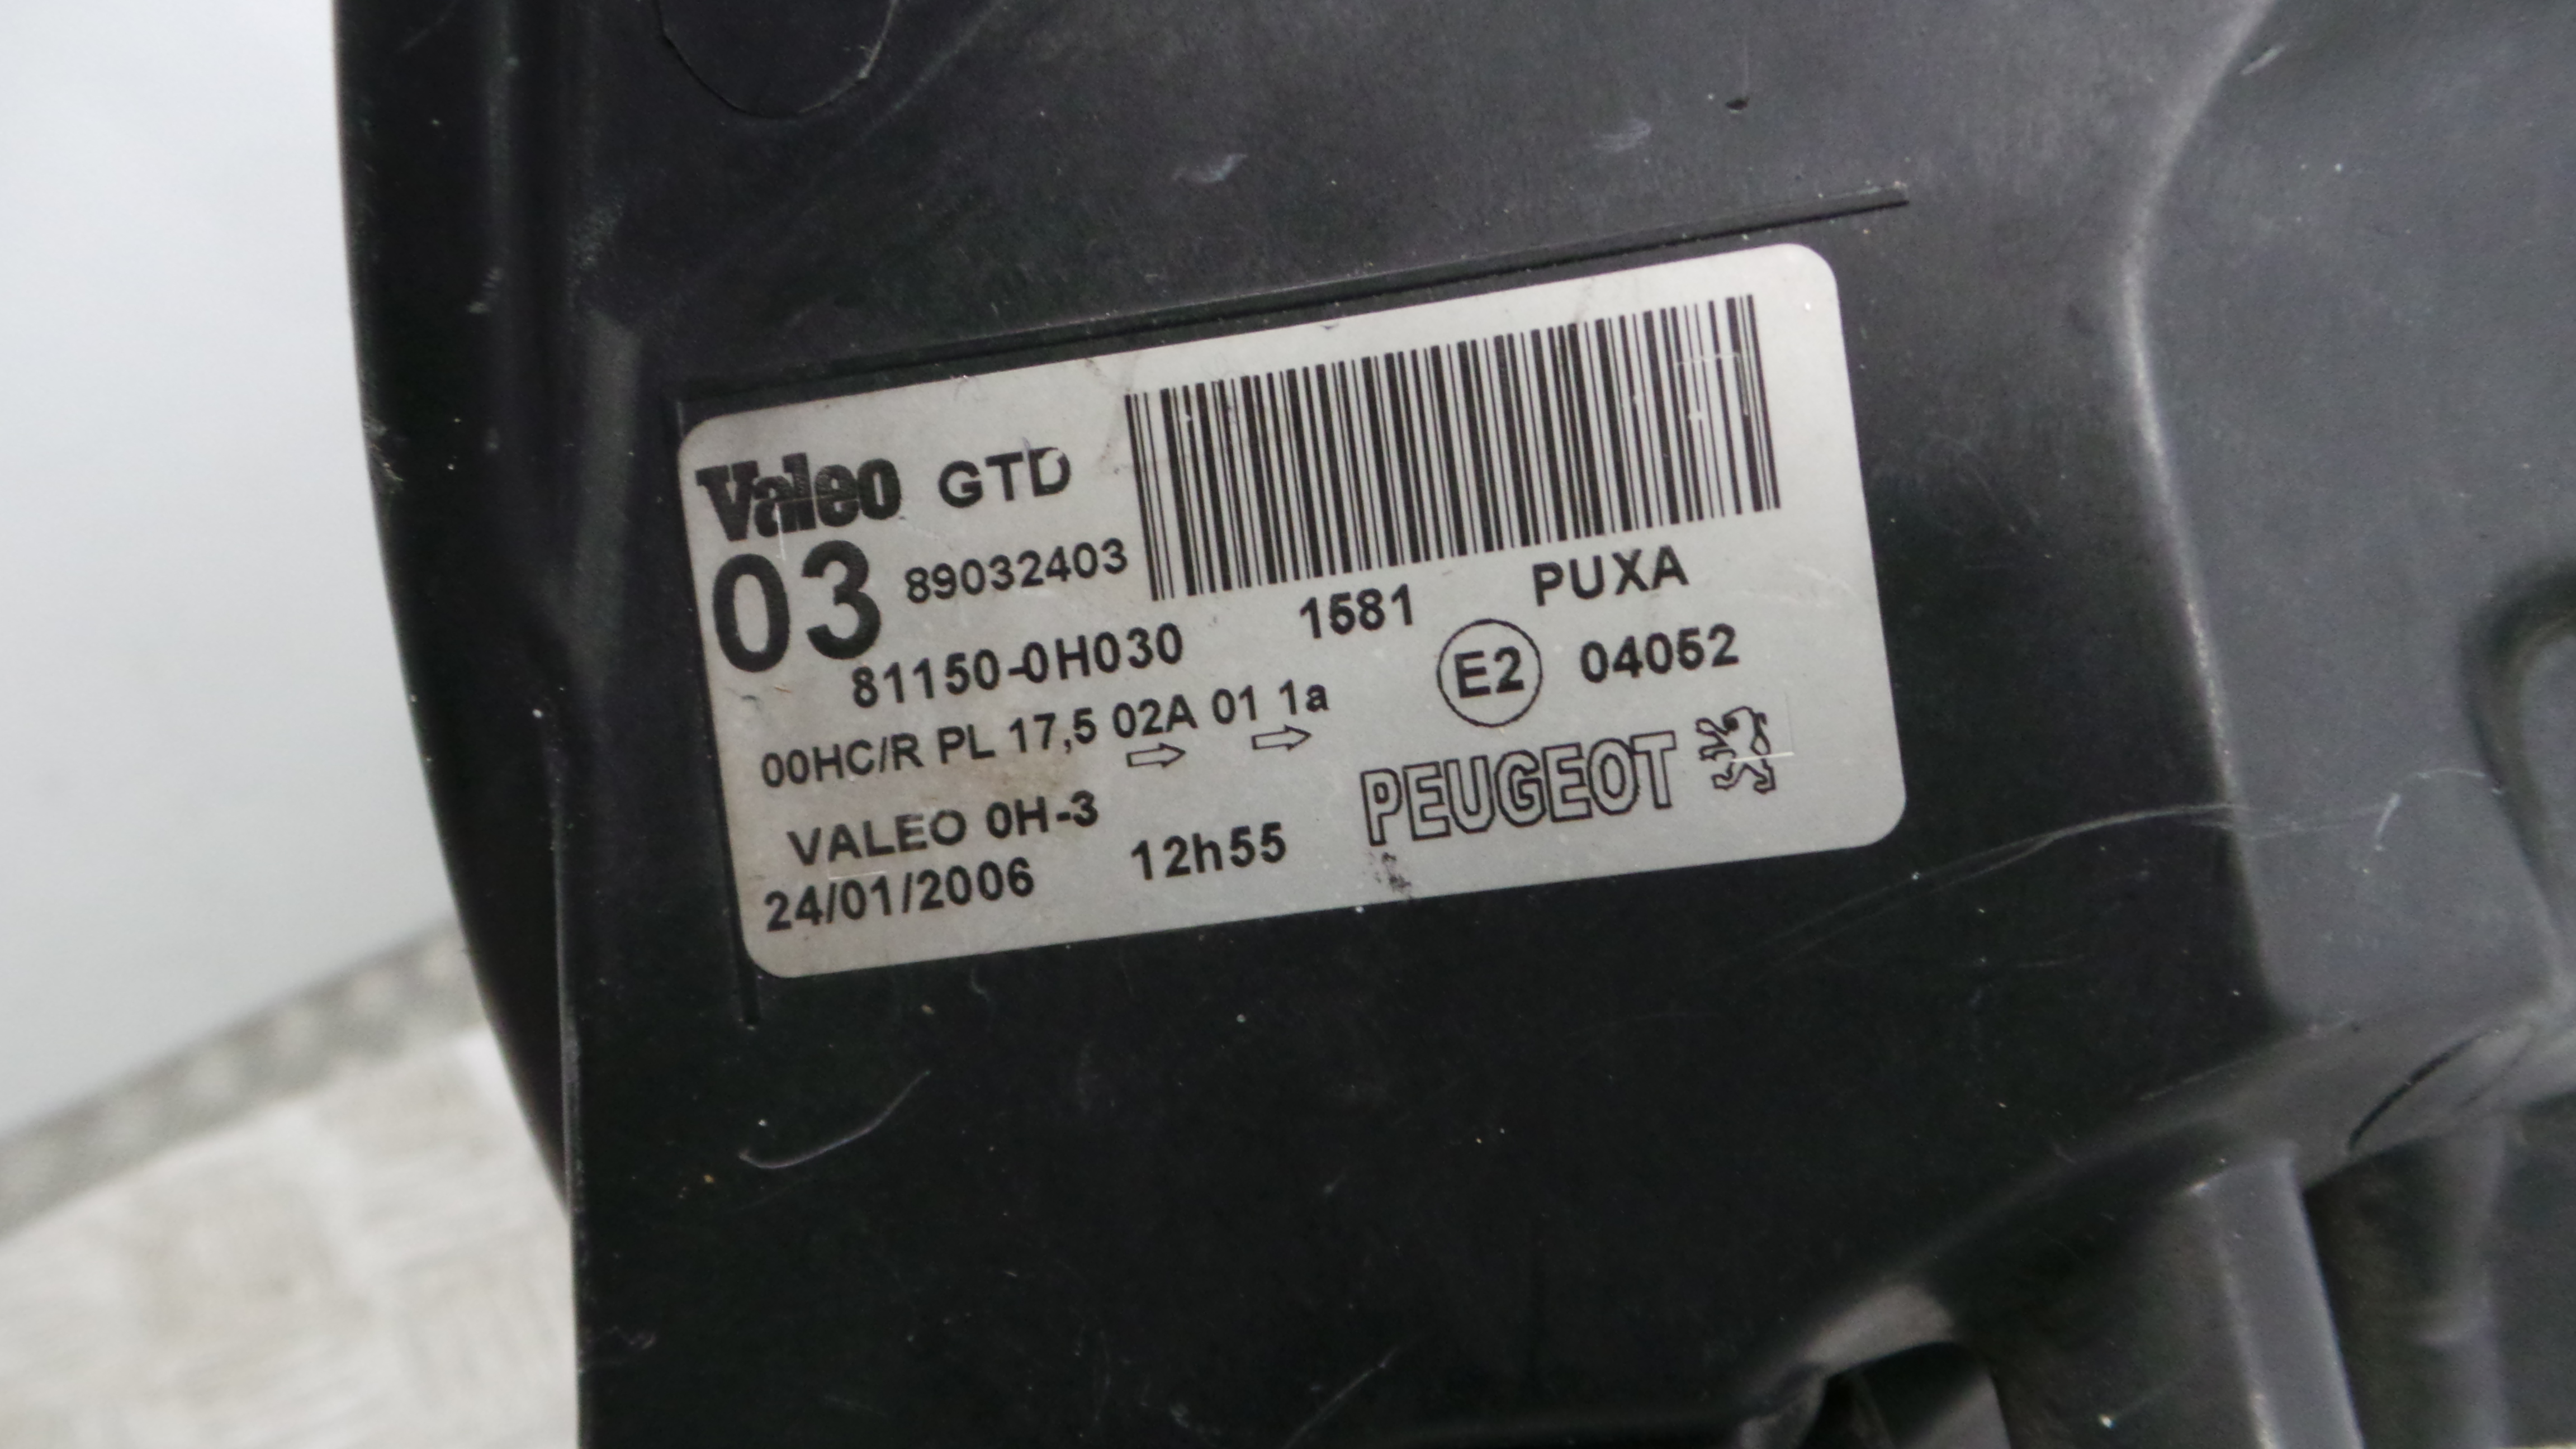 Valeo GTD
03 89032403
1581 PUXA
81150-0H030
E2 04052
00HC/R PL 17,5 02A 01 1a
VALEO 0H-3
PEUGEOT
24/01/2006 12h55